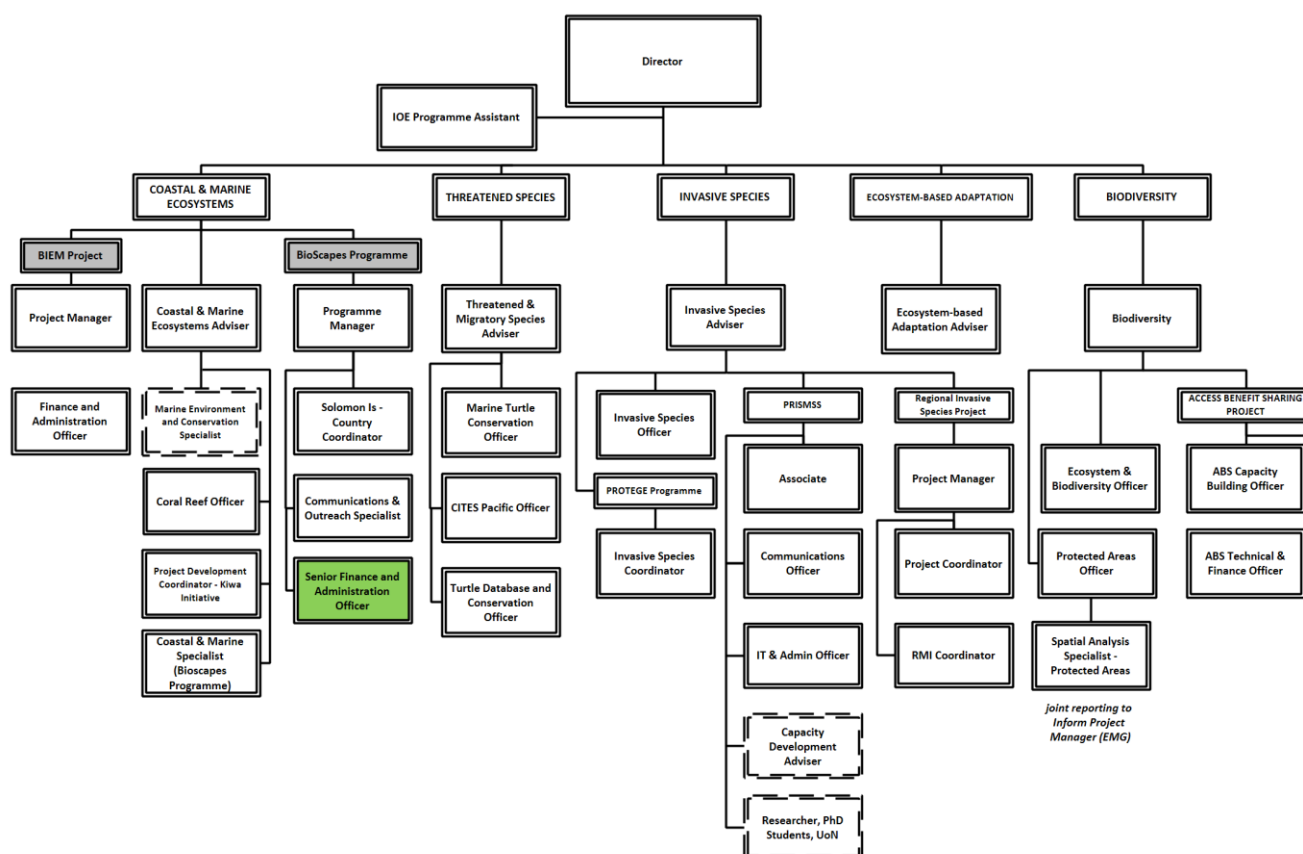 Director
IOE Programme Assistant
COASTAL & MARINE
ECOSYSTEMS
THREATENED SPECIES
INVASIVE SPECIES
ECOSYSTEM-BASED ADAPTATION
BIODIVERSITY
BIEM Project
BioScapes Programme
Project Manager
Coastal & Marine
Ecosystems Adviser
Programme
Manager
Threatened &
Migratory Species
Adviser
Invasive Species
Adviser
Ecosystem-based
Adaptation Adviser
Biodiversity
Finance and
Administration
Officer
Marine Environment
and Conservation
Specialist
Solomon Is -
Country
Coordinator
Marine Turtle
Conservation
Officer
Invasive Species
Officer
PRISMSS
Regional Invasive
Species Project
ACCESS BENEFIT SHARING
PROJECT
Associate
Project Manager
Ecosystem &
Biodiversity Officer
ABS Capacity
Building Officer
Coral Reef Officer
Communications &
Outreach Specialist
CITES Pacific Officer
PROTEGE Programme
Invasive Species
Coordinator
Communications
Officer
Project Coordinator
Protected Areas
Officer
ABS Technical &
Finance Officer
Project Development
Coordinator - Kiwa
Initiative
Senior Finance and
Administration
Officer
Turtle Database and
Conservation
Officer
Coastal & Marine
Specialist
(Bioscapes
Programme)
IT & Admin Officer
RMI Coordinator
Spatial Analysis
Specialist -
Protected Areas
joint reporting to
Inform Project
Manager (EMG)
Capacity
Development
Adviser
Researcher, PhD
Students, UoN